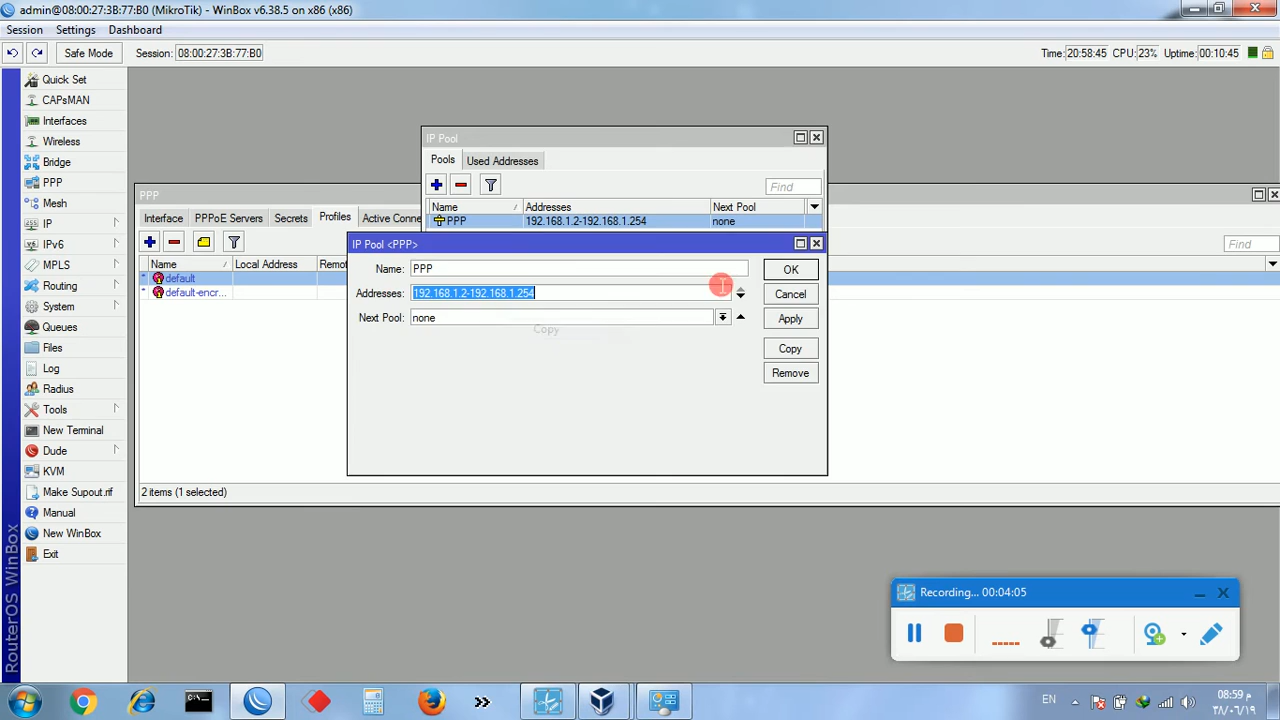 admin@08:00:27:3B:77:B0 (MikroTik) - WinBox v6.38.5 on x86 (x86)
Session Settings Dashboard
Safe Mode Session: 08:00:27:3B:77:B0 Time: 20:58:45 CPU: 23% Uptime: 00:10:45
Quick Set
CAPsMAN
Interfaces
Wireless
Bridge
PPP
Mesh
IP
IPv6
MPLS
Routing
System
Queues
Files
Log
Radius
Tools
New Terminal
Dude
KVM
Make Supout.rif
Manual
New WinBox
Exit
RouterOS WinBox
PPP
Interface PPPoE Servers Secrets Profiles Active Conne
Find
Name Local Address Remot
* default
* default-encr...
2 items (1 selected)
IP Pool
Pools Used Addresses
Find
Name Addresses Next Pool
PPP 192.168.1.2-192.168.1.254 none
IP Pool <PPP>
Name: PPP OK
Addresses: 192.168.1.2-192.168.1.254 Cancel
Next Pool: none Apply
Copy
Copy
Remove
Recording... 00:04:05
EN
08:59 م
٣٨/٠٦/١٩